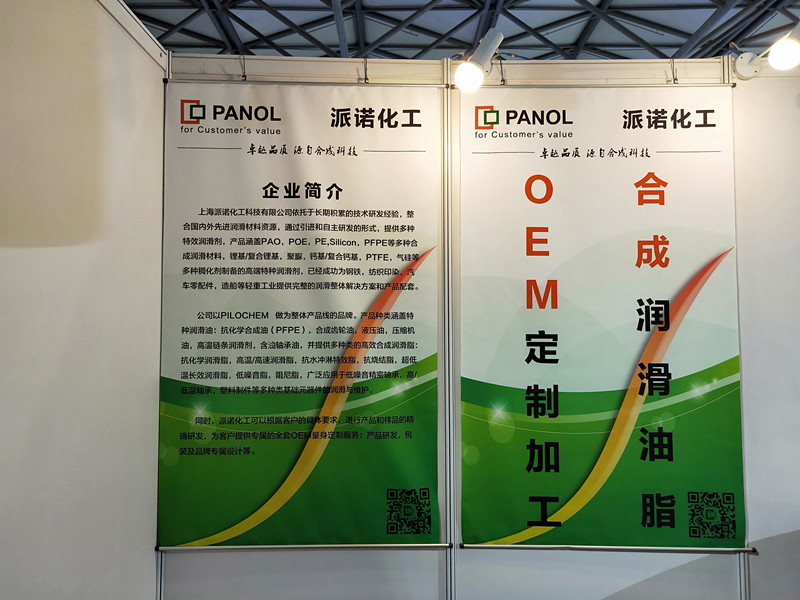 PANOL
for Customer's value
派诺化工
卓越品质 源自合成科技
企业简介
上海派诺化工科技有限公司依托于长期积累的技术研发经验，整
合国内外先进润滑材料资源，通过引进和自主研发的形式，提供多种
特效润滑剂，产品涵盖PAO，POE，PE,Silicon，PFPE等多种合
成润滑材料，锂基/复合锂基，聚脲，钙基/复合钙基，PTFE，气硅等
多种稠化剂制备的高端特种润滑剂，已经成功为钢铁，纺织印染，汽
车零配件，造船等轻重工业提供完整的润滑整体解决方案和产品配套。
公司以PILOCHEM 做为整体产品线的品牌。产品种类涵盖特
种润滑油：抗化学合成油（PFPE），合成齿轮油，液压油，压缩机
油，高温链条润滑剂，含油轴承油，并提供多种类的高效合成润滑脂：
抗化学润滑脂，高温/高速润滑脂，抗水冲淋特效脂，抗烧结脂，超低
温长效润滑脂，低噪音脂，阻尼脂，广泛应用于低噪音精密轴承，高/
低温轴承，塑料制件等多种类基础元器件的润滑与维护。
同时，派诺化工可以根据客户的具体要求，进行产品和样品的精
确研发，为客户提供专属的全套OEM量身定制服务：产品研发，包
装及品牌专属设计等。
PANOL
for Customer's value
派诺化工
卓越品质 源自合成科技
合成润滑油脂
OEM定制加工